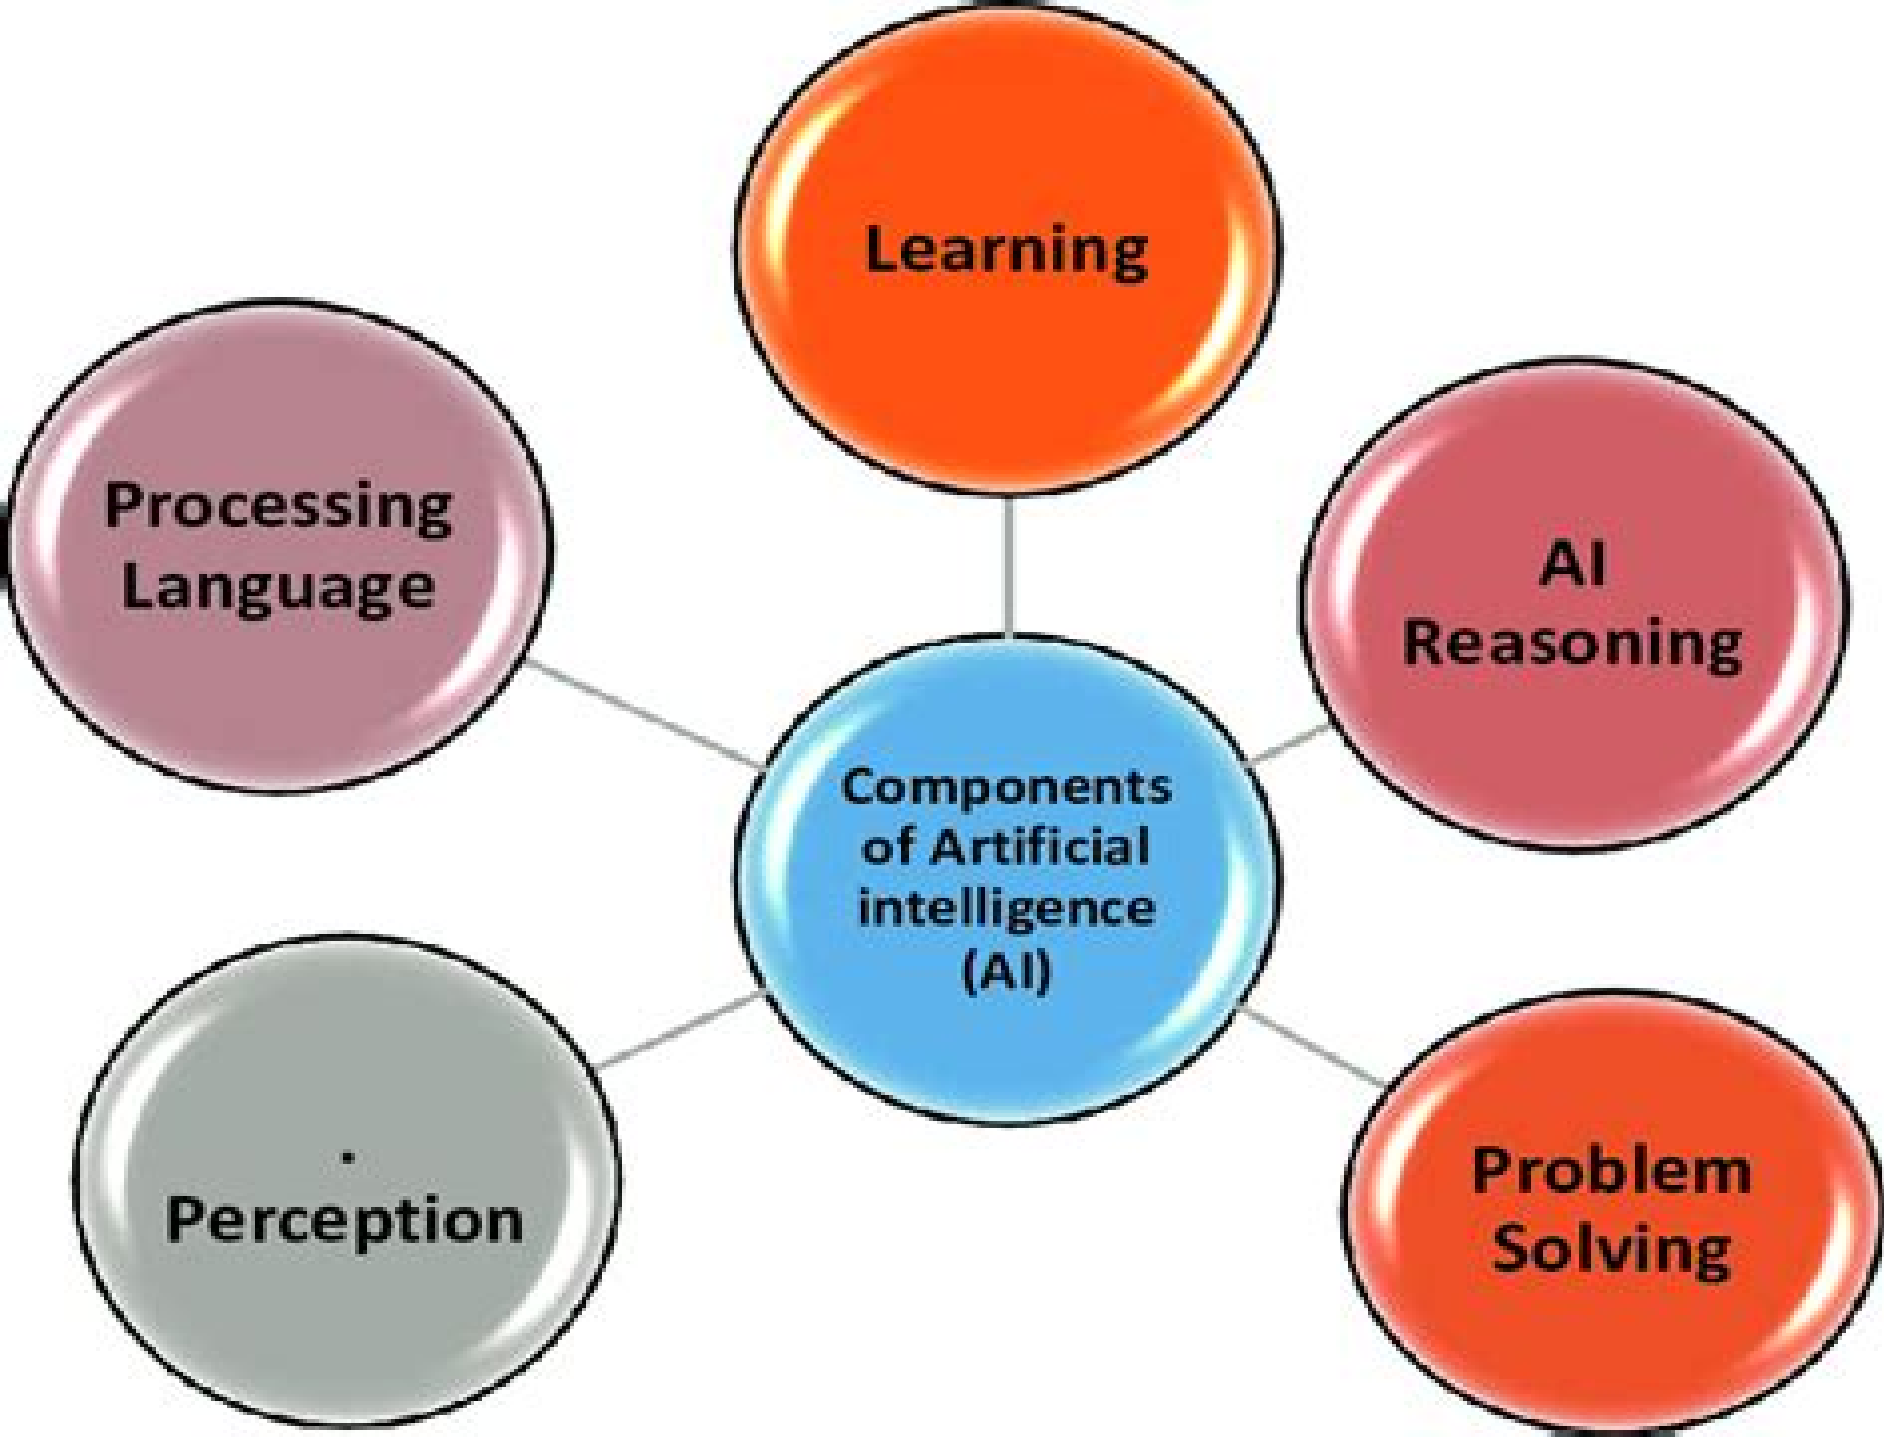 Learning
Processing
Language
AI
Reasoning
Components
of Artificial
intelligence
(AI)
.
Perception
Problem
Solving